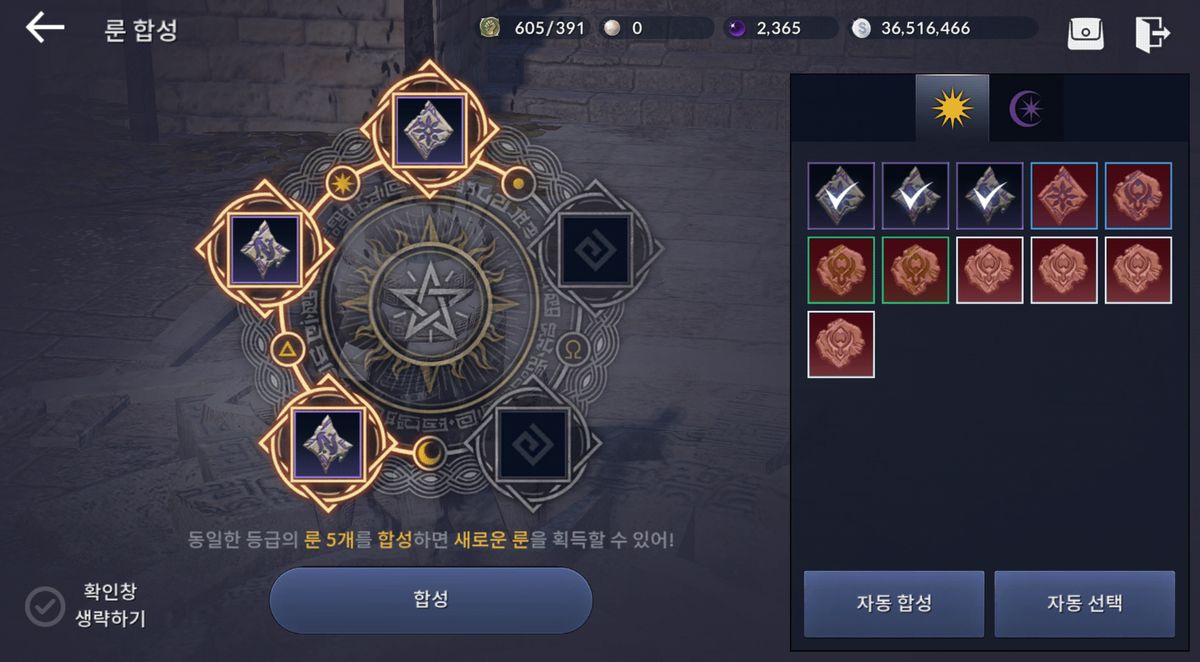 룬 합성
605/391
0
2,365
36,516,466
동일한 등급의 룬 5개를 합성하면 새로운 룬을 획득할 수 있어!
확인창
생략하기
합성
자동 합성
자동 선택